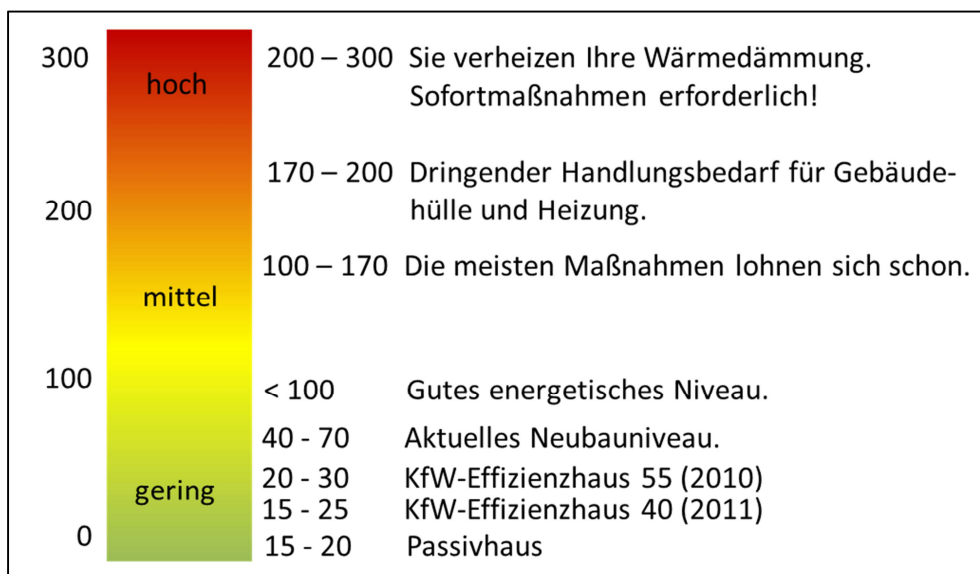 300
hoch
200 – 300 Sie verheizen Ihre Wärmedämmung.
Sofortmaßnahmen erforderlich!
170 – 200 Dringender Handlungsbedarf für Gebäude-
200
hülle und Heizung.
100 – 170 Die meisten Maßnahmen lohnen sich schon.
mittel
100
< 100 Gutes energetisches Niveau.
40 - 70 Aktuelles Neubauniveau.
20 - 30 KfW-Effizienzhaus 55 (2010)
gering
15 - 25 KfW-Effizienzhaus 40 (2011)
0
15 - 20 Passivhaus